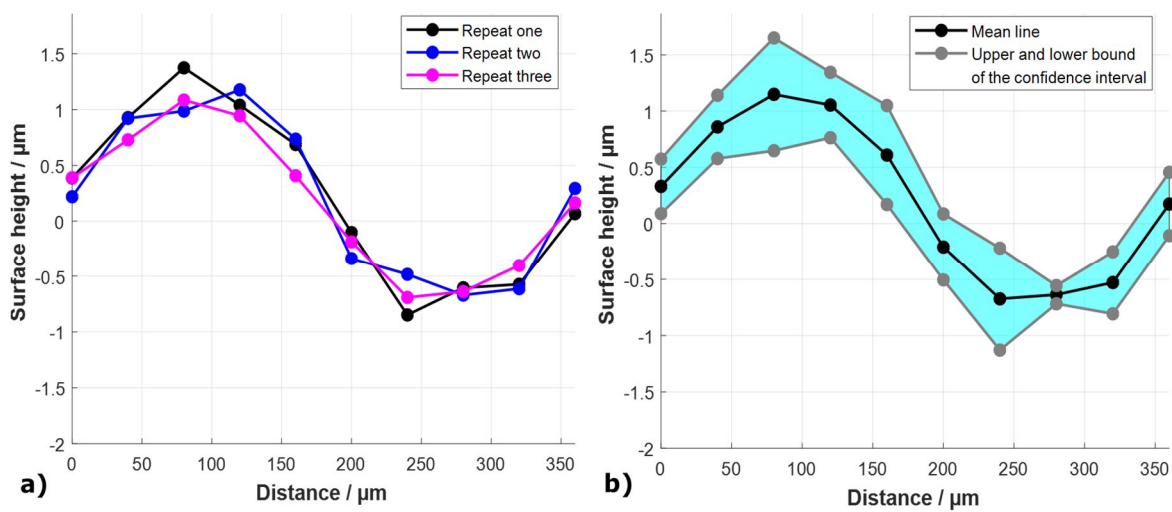 Repeat one
Repeat two
Repeat three
1.5
1
0.5
0
-0.5
-1
-1.5
-2
0
50
100
150
200
250
300
350
Surface height / µm
Distance / µm
a)
Mean line
Upper and lower bound
of the confidence interval
1.5
1
0.5
0
-0.5
-1
-1.5
-2
0
50
100
150
200
250
300
350
Surface height / µm
Distance / µm
b)